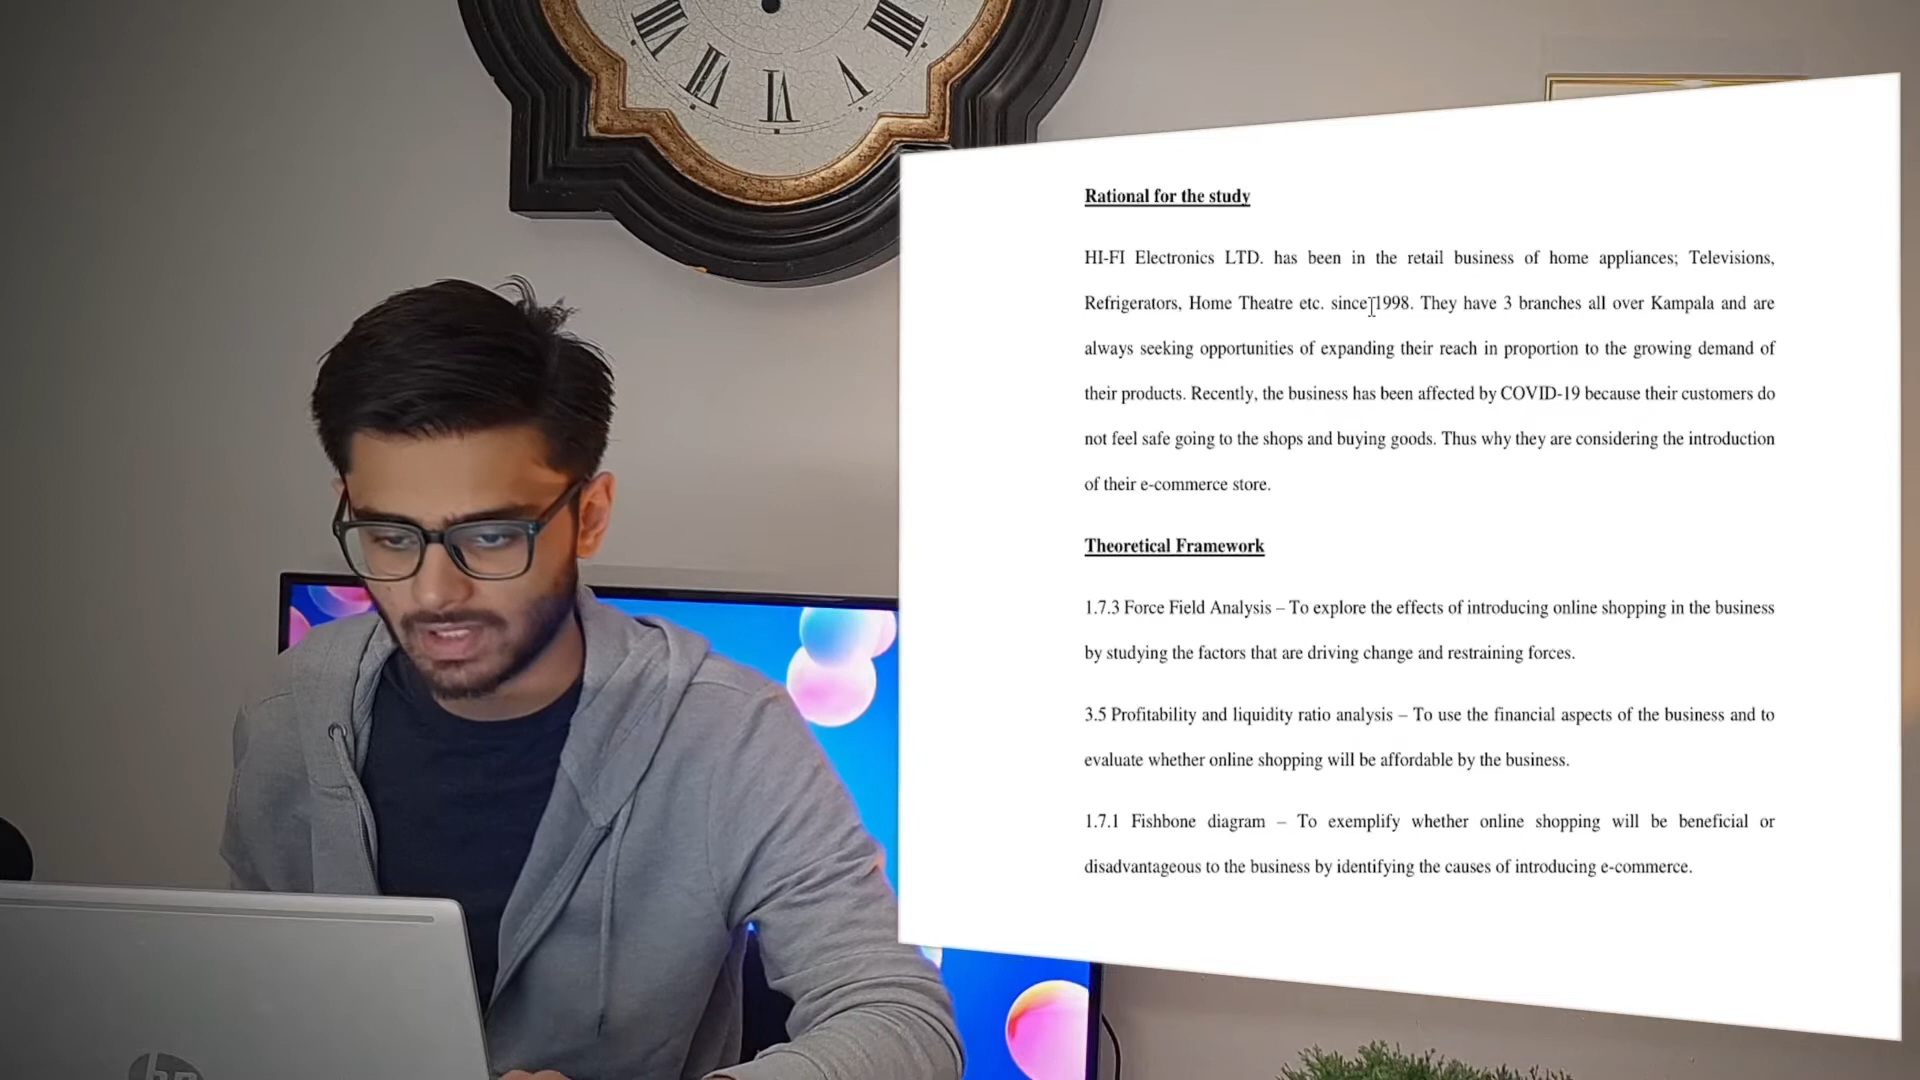 Rational for the study
HI-FI Electronics LTD. has been in the retail business of home appliances; Televisions,
Refrigerators, Home Theatre etc. since 1998. They have 3 branches all over Kampala and are
always seeking opportunities of expanding their reach in proportion to the growing demand of
their products. Recently, the business has been affected by COVID-19 because their customers do
not feel safe going to the shops and buying goods. Thus why they are considering the introduction
of their e-commerce store.
Theoretical Framework
1.7.3 Force Field Analysis – To explore the effects of introducing online shopping in the business
by studying the factors that are driving change and restraining forces.
3.5 Profitability and liquidity ratio analysis – To use the financial aspects of the business and to
evaluate whether online shopping will be affordable by the business.
1.7.1 Fishbone diagram – To exemplify whether online shopping will be beneficial or
disadvantageous to the business by identifying the causes of introducing e-commerce.
hp